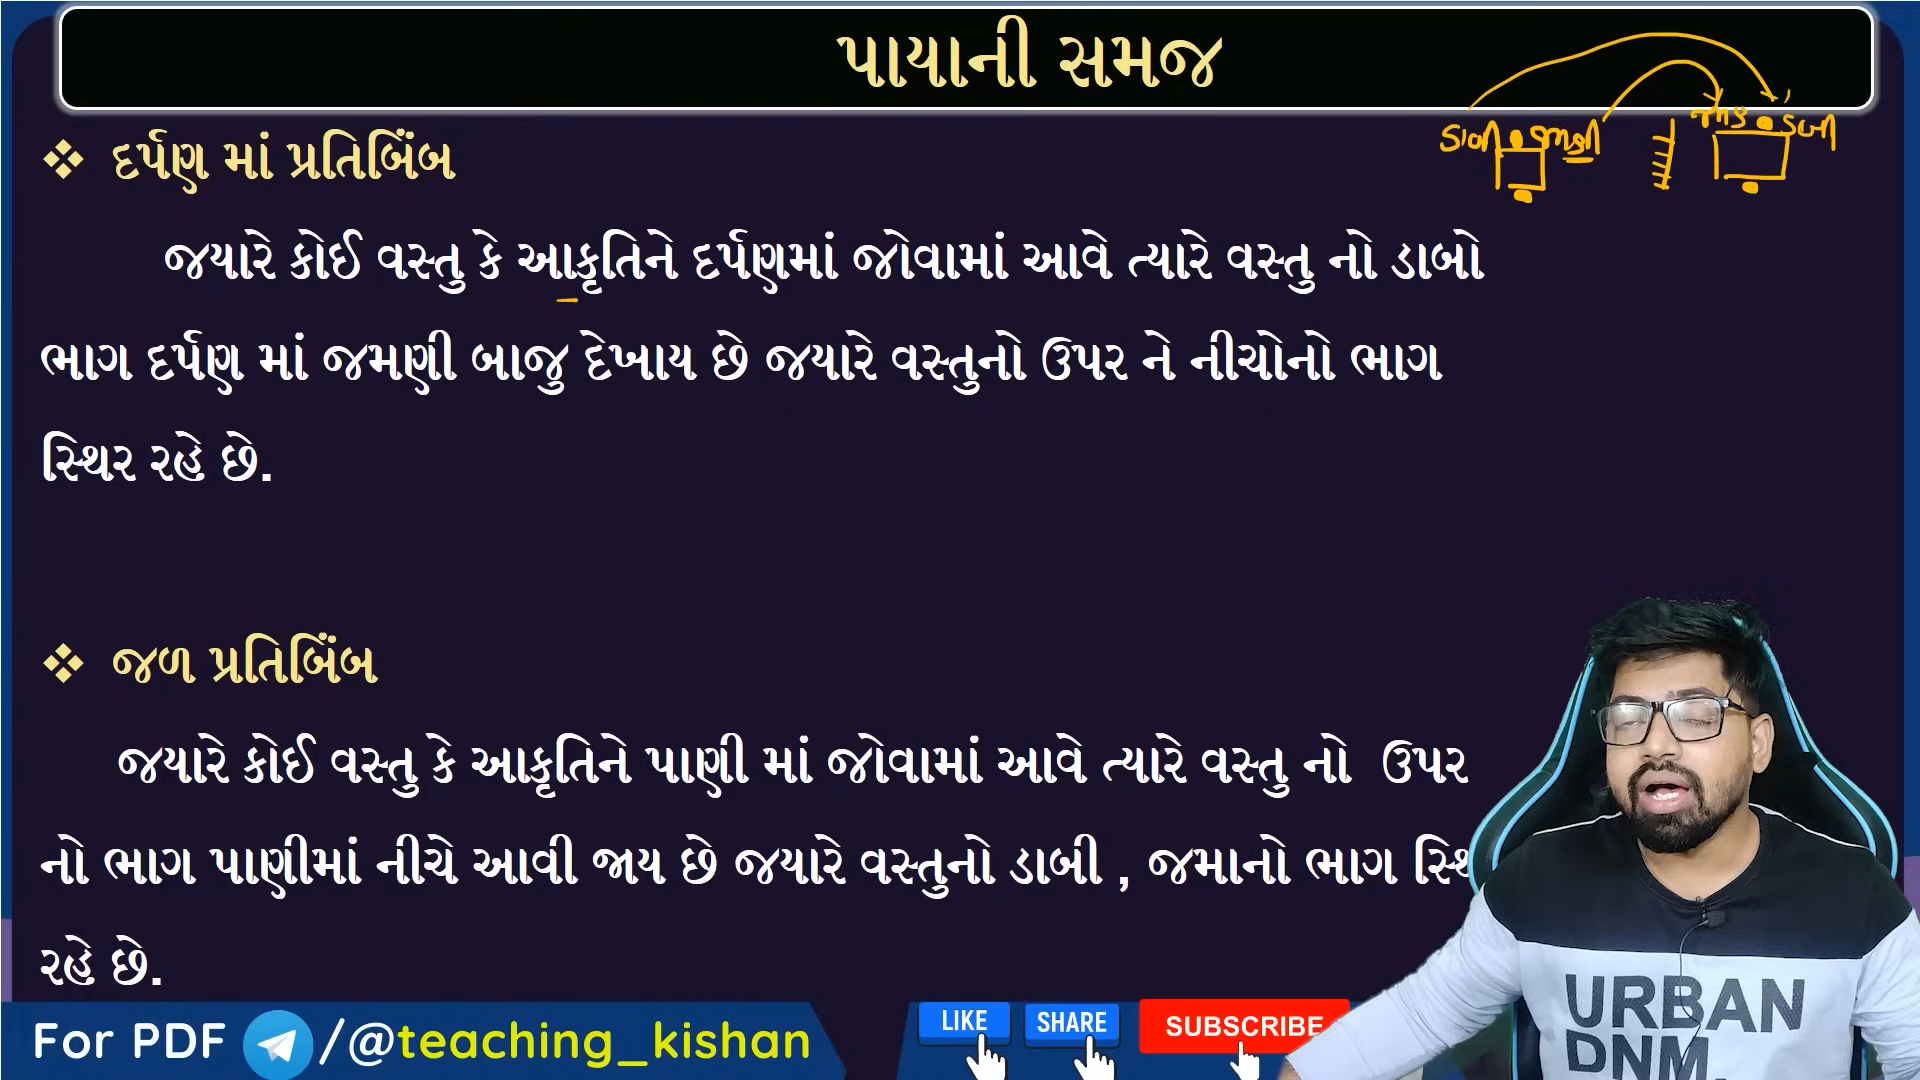 પાયાની સમજ
ડાબી જમણી
ડાબી
❖ દર્પણ માં પ્રતિબિંબ
જયારે કોઈ વસ્તુ કે આકૃતિને દર્પણમાં જોવામાં આવે ત્યારે વસ્તુ નો ડાબો
ભાગ દર્પણ માં જમણી બાજુ દેખાય છે જયારે વસ્તુનો ઉપર ને નીચોનો ભાગ
સ્થિર રહે છે.
❖ જળ પ્રતિબિંબ
જયારે કોઈ વસ્તુ કે આકૃતિને પાણી માં જોવામાં આવે ત્યારે વસ્તુ નો ઉપર
નો ભાગ પાણીમાં નીચે આવી જાય છે જયારે વસ્તુનો ડાબી , જમાનો ભાગ
રહે છે.
For PDF /@teaching_kishan
LIKE SHARE SUBSCRIBE
URBAN
DNM.